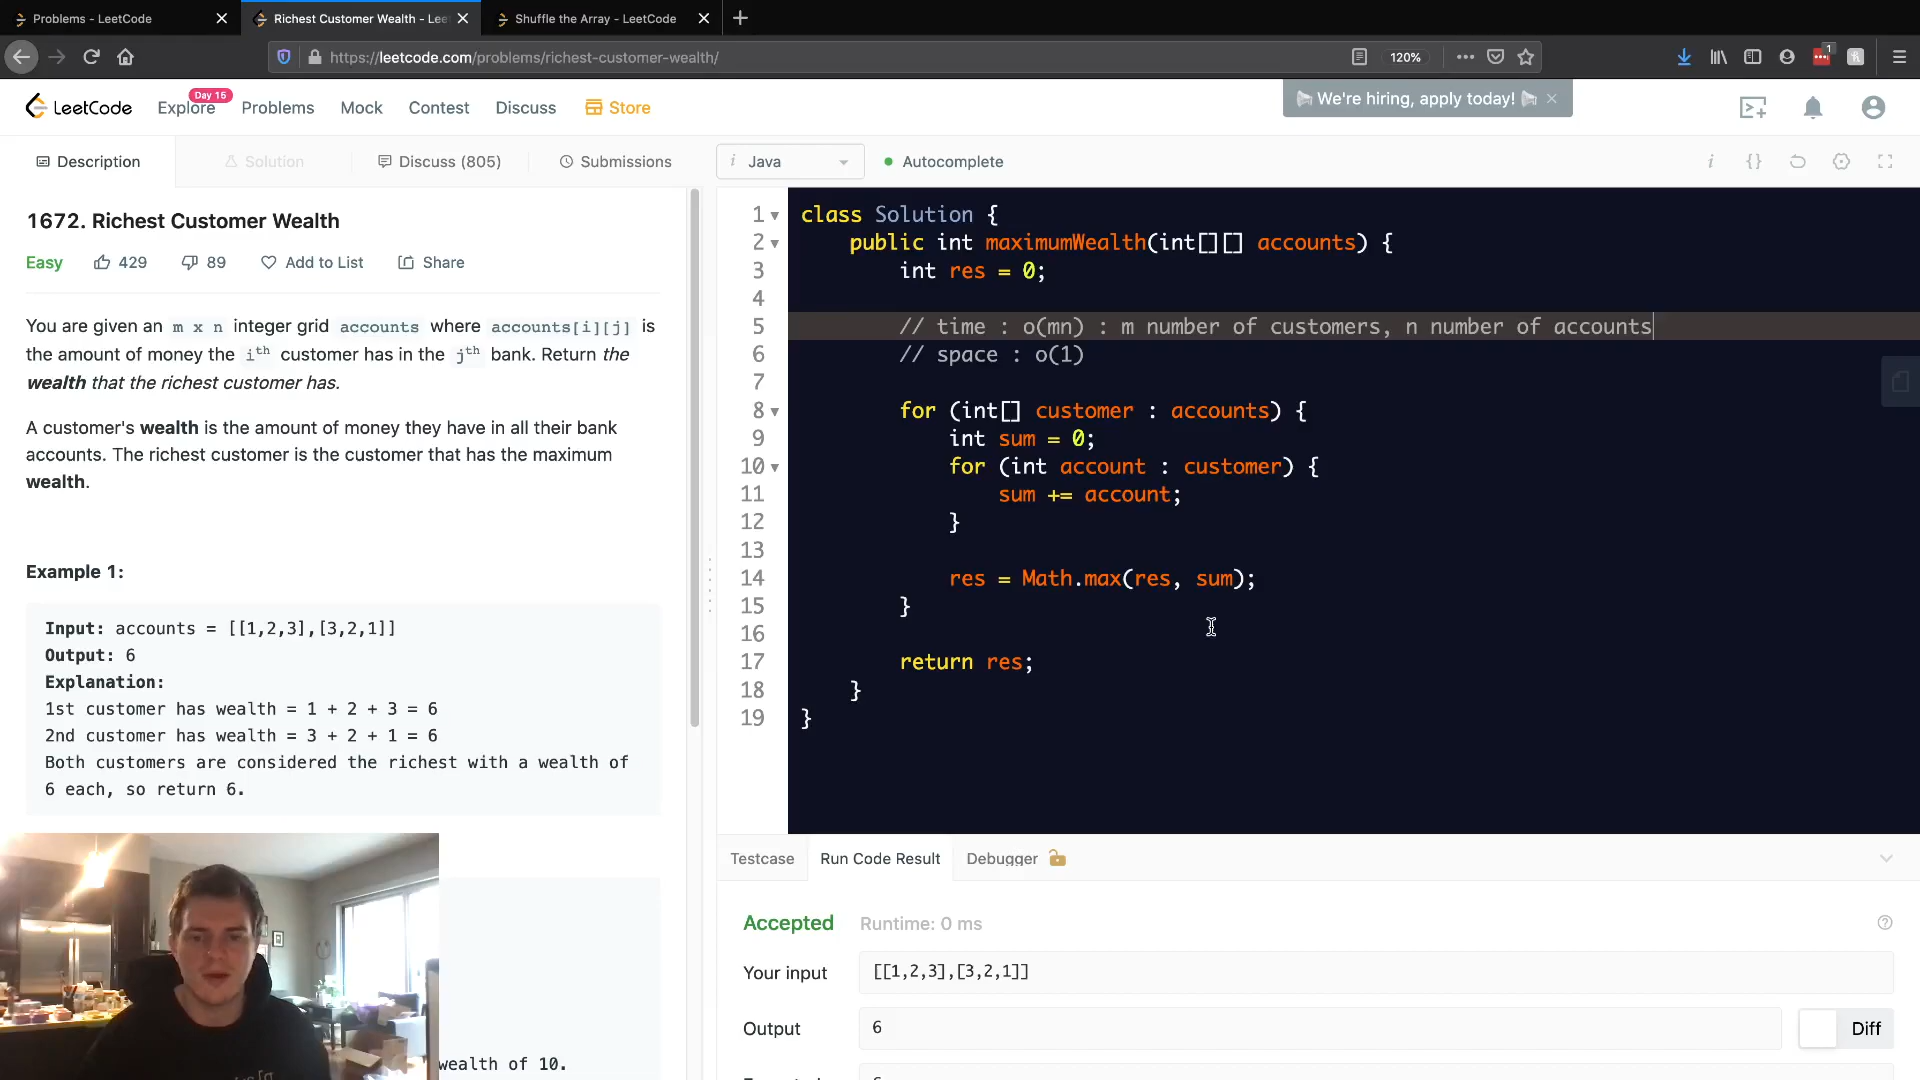 Problems - LeetCode
Richest Customer Wealth - Lee
Shuffle the Array - LeetCode
https://leetcode.com/problems/richest-customer-wealth/
120%
1
LeetCode
Explore
Day 15
Problems
Mock
Contest
Discuss
Store
We're hiring, apply today!
Description
Solution
Discuss (805)
Submissions
i Java
Autocomplete
i {}
1672. Richest Customer Wealth
Easy 429 89 Add to List Share
You are given an m x n integer grid accounts where accounts[i][j] is
the amount of money the ith customer has in the jth bank. Return the
wealth that the richest customer has.
A customer's wealth is the amount of money they have in all their bank
accounts. The richest customer is the customer that has the maximum
wealth.
Example 1:
Input: accounts = [[1,2,3],[3,2,1]]
Output: 6
Explanation:
1st customer has wealth = 1 + 2 + 3 = 6
2nd customer has wealth = 3 + 2 + 1 = 6
Both customers are considered the richest with a wealth of
6 each, so return 6.
wealth of 10.
1 class Solution {
2 public int maximumWealth(int[][] accounts) {
3 int res = 0;
4
5 // time : o(mn) : m number of customers, n number of accounts
6 // space : o(1)
7
8 for (int[] customer : accounts) {
9 int sum = 0;
10 for (int account : customer) {
11 sum += account;
12 }
13
14 res = Math.max(res, sum);
15 }
16
17 return res;
18 }
19 }
Testcase
Run Code Result
Debugger
Accepted Runtime: 0 ms
Your input [[1,2,3],[3,2,1]]
Output 6
Diff